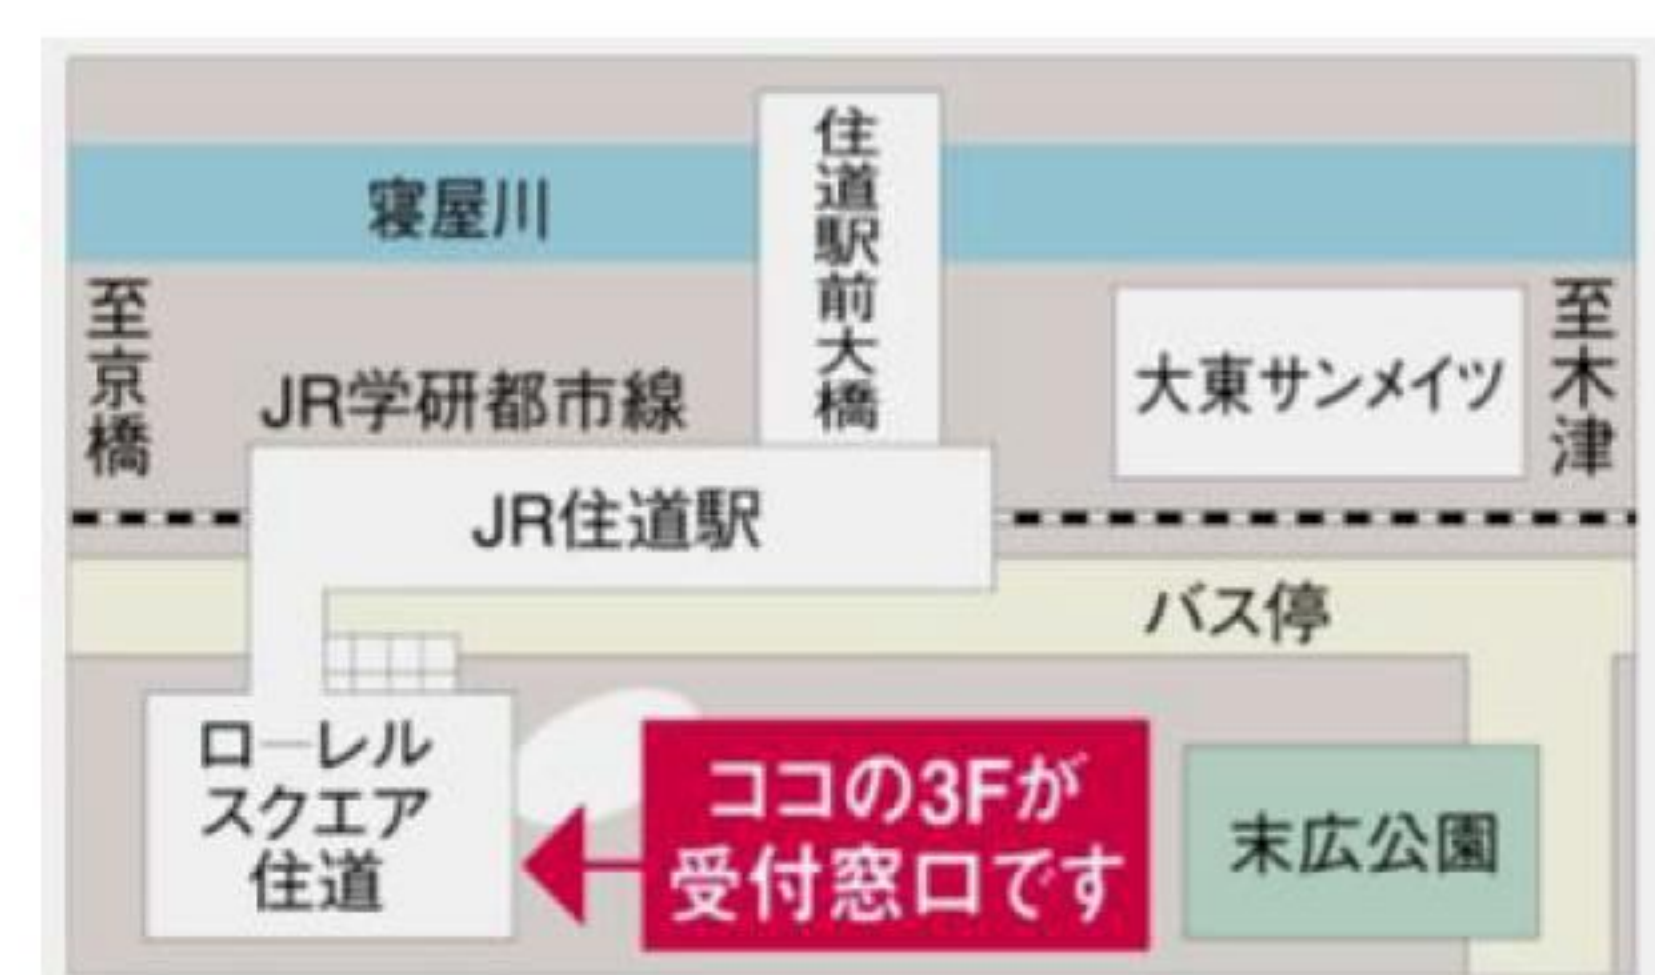 住道駅前大橋
寝屋川
至京橋
至木津
JR学研都市線
大東サンメイツ
JR住道駅
バス停
ローレル
スクエア
住道
ココの3Fが
受付窓口です
末広公園